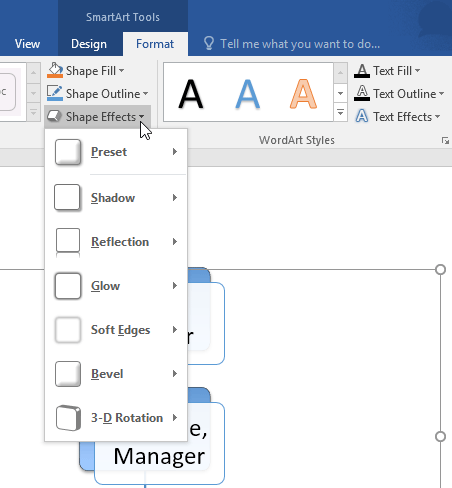 SmartArt Tools
View Design Format Tell me what you want to do...
Shape Fill
Shape Outline
Shape Effects
A A A
Text Fill
Text Outline
Text Effects
WordArt Styles
Preset
Shadow
Reflection
Glow
Soft Edges
Bevel
3-D Rotation
Manager